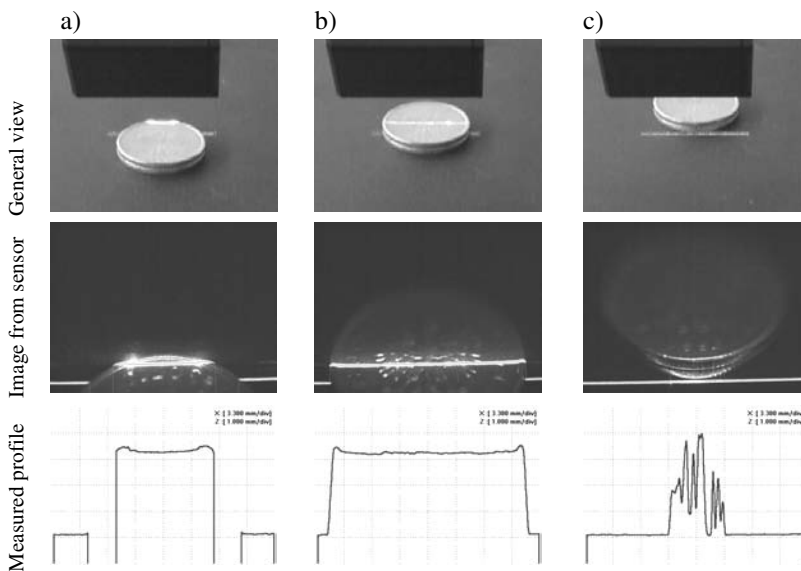 a)
b)
c)
General view
Image from sensor
X:[ 3.300 mm/div]
Z:[ 1.000 mm/div]
X:[ 3.300 mm/div]
Z:[ 1.000 mm/div]
X:[ 3.300 mm/div]
Z:[ 1.000 mm/div]
Measured profile